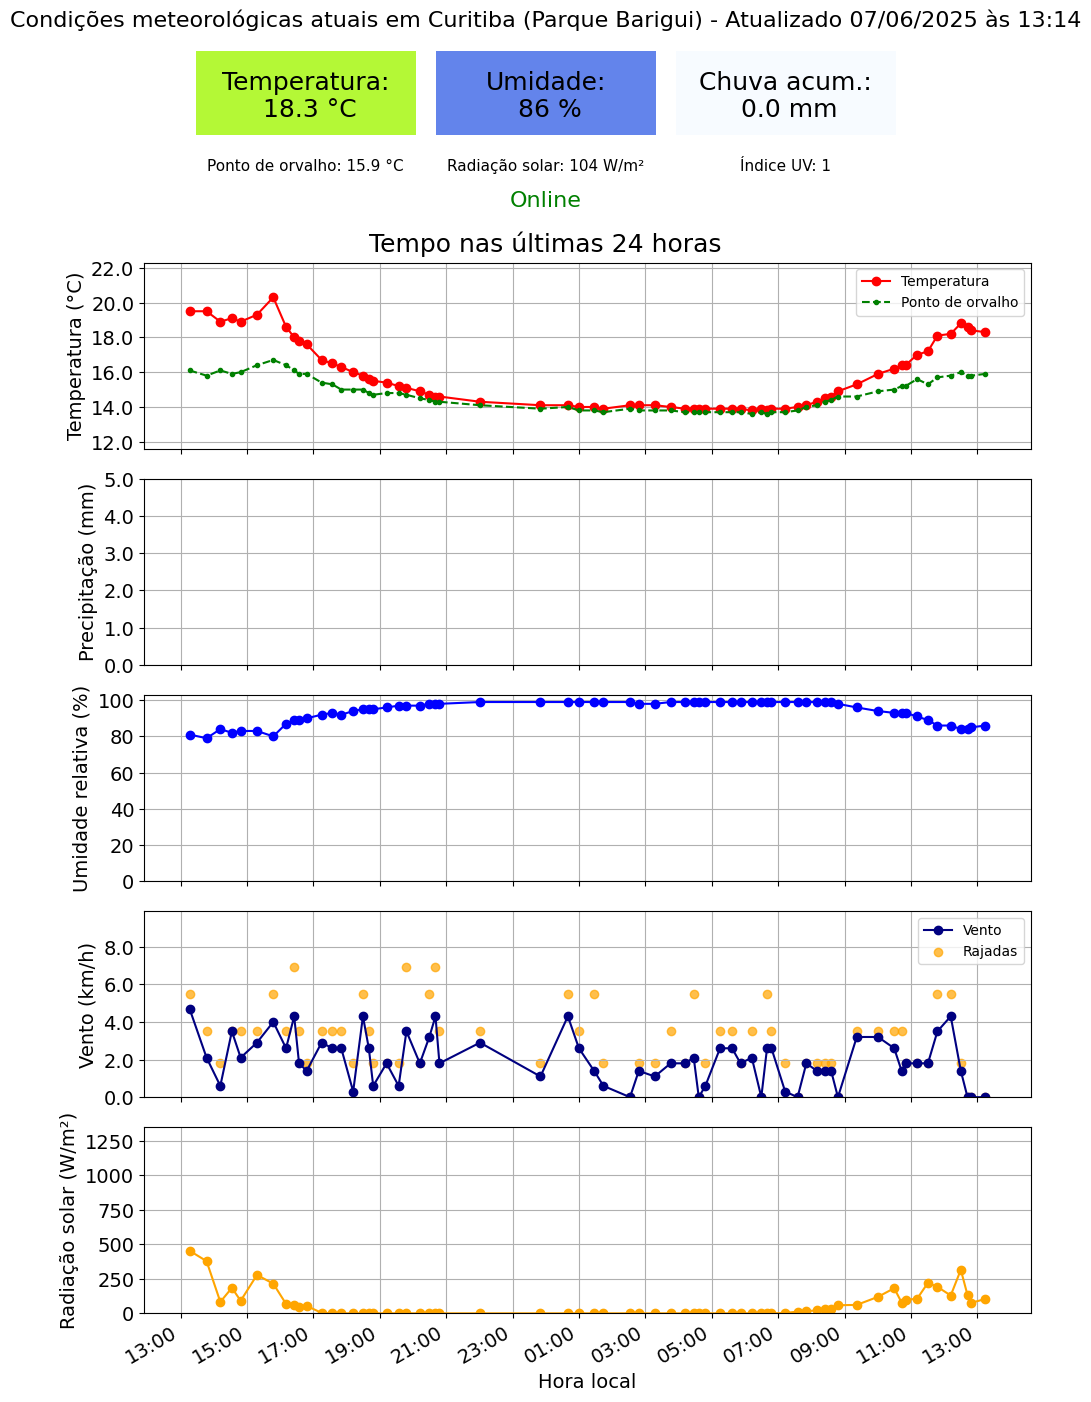 Condições meteorológicas atuais em Curitiba (Parque Barigui) - Atualizado 07/06/2025 às 13:14
Temperatura:
18.3 °C
Umidade:
86 %
Chuva acum.:
0.0 mm
Ponto de orvalho: 15.9 °C
Radiação solar: 104 W/m²
Índice UV: 1
Online
Tempo nas últimas 24 horas
Temperatura (°C)
22.0
20.0
18.0
16.0
14.0
12.0
Temperatura
Ponto de orvalho
Precipitação (mm)
5.0
4.0
3.0
2.0
1.0
0.0
Umidade relativa (%)
100
80
60
40
20
0
Vento (km/h)
8.0
6.0
4.0
2.0
0.0
Vento
Rajadas
Radiação solar (W/m²)
1250
1000
750
500
250
0
13:00
15:00
17:00
19:00
21:00
23:00
01:00
03:00
05:00
07:00
09:00
11:00
13:00
Hora local